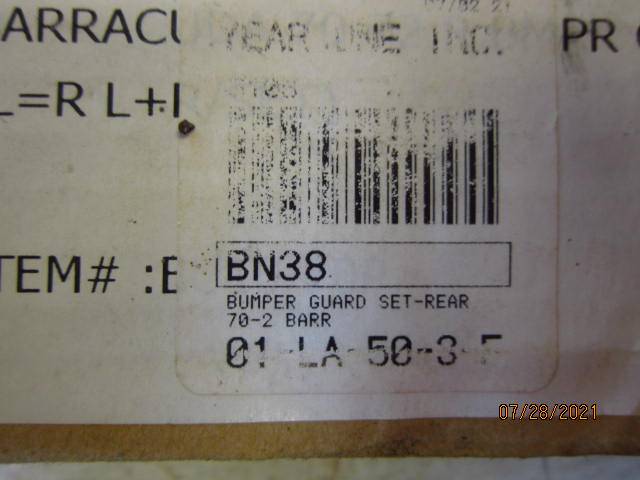 ARRACU
YEAR ONE INC.
PR
L=R L+
BN38
TEM# :
BUMPER GUARD SET-REAR
70-2 BARR
01-LA-50-3-F
07/28/2021